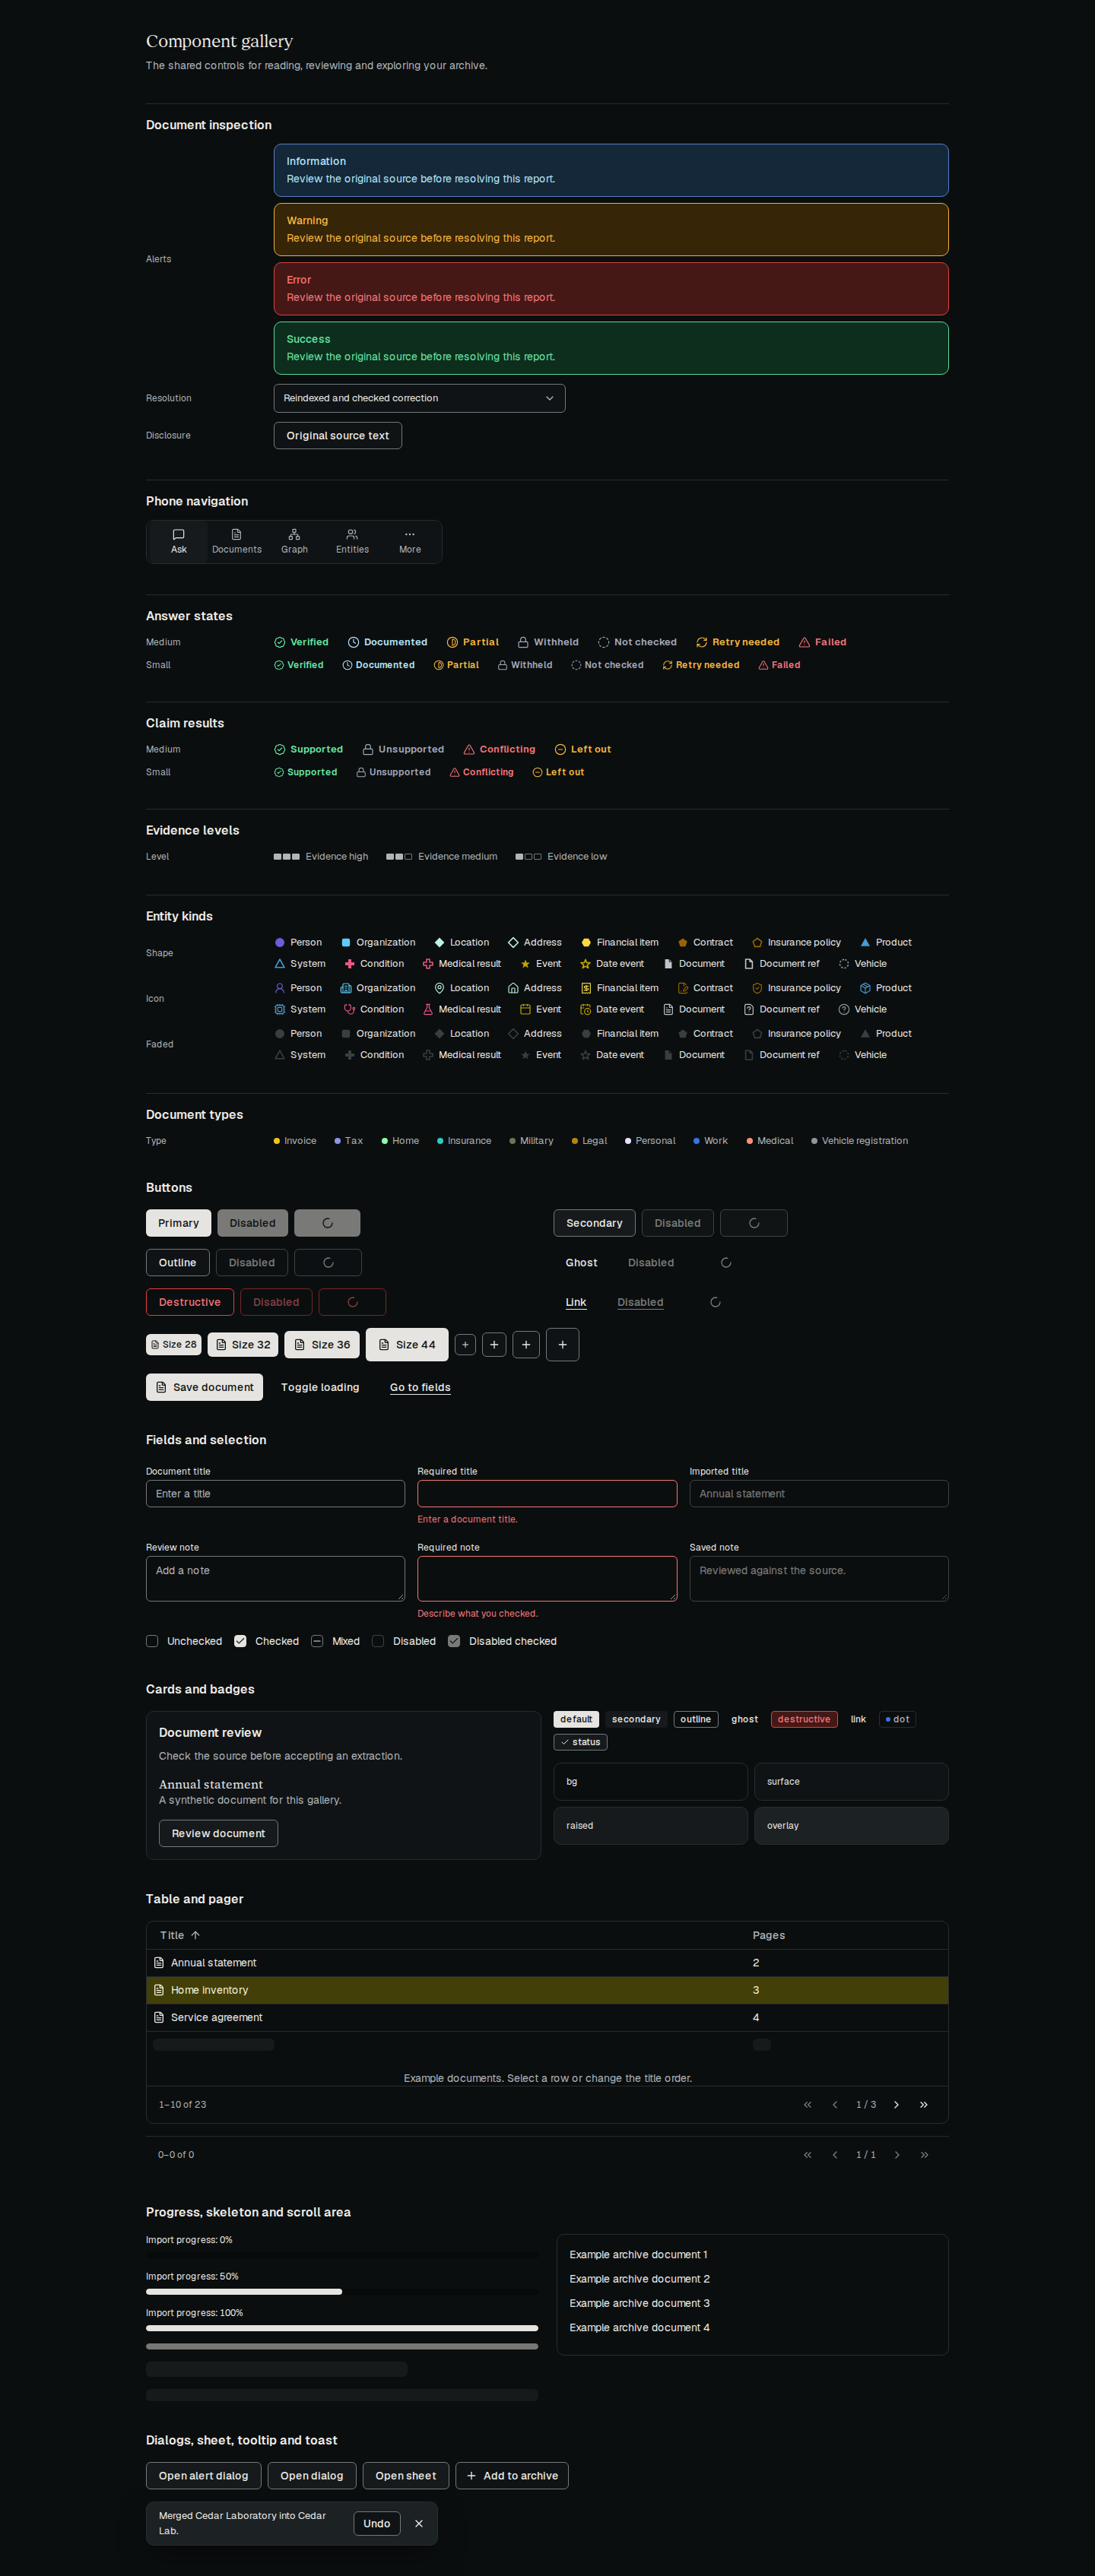 Component gallery
The shared controls for reading, reviewing and exploring your archive.
Document inspection
Alerts
Information
Review the original source before resolving this report.
Warning
Review the original source before resolving this report.
Error
Review the original source before resolving this report.
Success
Review the original source before resolving this report.
Resolution
Reindexed and checked correction
Disclosure
Original source text
Phone navigation
Ask Documents Graph Entities More
Answer states
Medium Verified Documented Partial Withheld Not checked Retry needed Failed
Small Verified Documented Partial Withheld Not checked Retry needed Failed
Claim results
Medium Supported Unsupported Conflicting Left out
Small Supported Unsupported Conflicting Left out
Evidence levels
Level Evidence high Evidence medium Evidence low
Entity kinds
Shape
Person Organization Location Address Financial item Contract Insurance policy Product
System Condition Medical result Event Date event Document Document ref Vehicle
Icon
Person Organization Location Address Financial item Contract Insurance policy Product
System Condition Medical result Event Date event Document Document ref Vehicle
Faded
Person Organization Location Address Financial item Contract Insurance policy Product
System Condition Medical result Event Date event Document Document ref Vehicle
Document types
Type Invoice Tax Home Insurance Military Legal Personal Work Medical Vehicle registration
Buttons
Primary Disabled Secondary Disabled
Outline Disabled Ghost Disabled
Destructive Disabled Link Disabled
Size 28 Size 32 Size 36 Size 44
Save document Toggle loading Go to fields
Fields and selection
Document title Required title Imported title
Enter a title Annual statement
Enter a document title.
Review note Required note Saved note
Add a note Reviewed against the source.
Describe what you checked.
Unchecked Checked Mixed Disabled Disabled checked
Cards and badges
Document review
Check the source before accepting an extraction.
Annual statement
A synthetic document for this gallery.
Review document
default secondary outline ghost destructive link dot
status
bg surface
raised overlay
Table and pager
Title Pages
Annual statement 2
Home inventory 3
Service agreement 4
Example documents. Select a row or change the title order.
1–10 of 23 1 / 3
0–0 of 0 1 / 1
Progress, skeleton and scroll area
Import progress: 0%
Import progress: 50%
Import progress: 100%
Example archive document 1
Example archive document 2
Example archive document 3
Example archive document 4
Dialogs, sheet, tooltip and toast
Open alert dialog Open dialog Open sheet Add to archive
Merged Cedar Laboratory into Cedar
Lab.
Undo